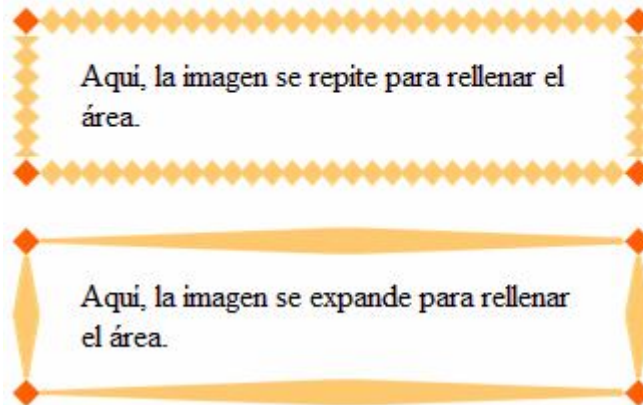 Aquí, la imagen se repite para rellenar el
área.
Aquí, la imagen se expande para rellenar
el área.